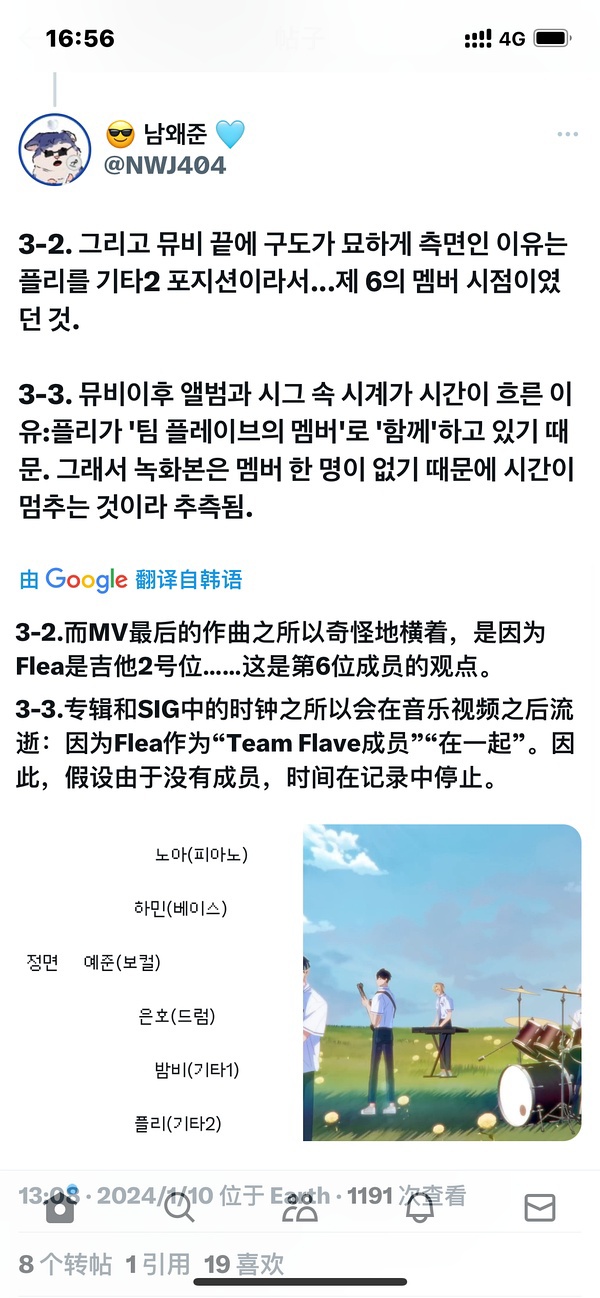 16:56
帖子
4G
😎 남왜준 🩵
@NWJ404
3-2. 그리고 뮤비 끝에 구도가 묘하게 측면인 이유는
플리를 기타2 포지션이라서...제 6의 멤버 시점이였
던 것.
3-3. 뮤비이후 앨범과 시그 속 시계가 시간이 흐른 이
유:플리가 '팀 플레이브의 멤버'로 '함께'하고 있기 때
문. 그래서 녹화본은 멤버 한 명이 없기 때문에 시간이
멈추는 것이라 추측됨.
由 Google 翻译自韩语
3-2.而MV最后的作曲之所以奇怪地横着，是因为
Flea是吉他2号位......这是第6位成员的观点。
3-3.专辑和SIG中的时钟之所以会在音乐视频之后流
逝：因为Flea作为“Team Flave成员”“在一起”。因
此，假设由于没有成员，时间在记录中停止。
노아(피아노)
하민(베이스)
정면 예준(보컬)
은호(드럼)
밤비(기타1)
플리(기타2)
13:08 · 2024/1/10 位于 Earth · 1191 次查看
8 个转帖 1 引用 19 喜欢